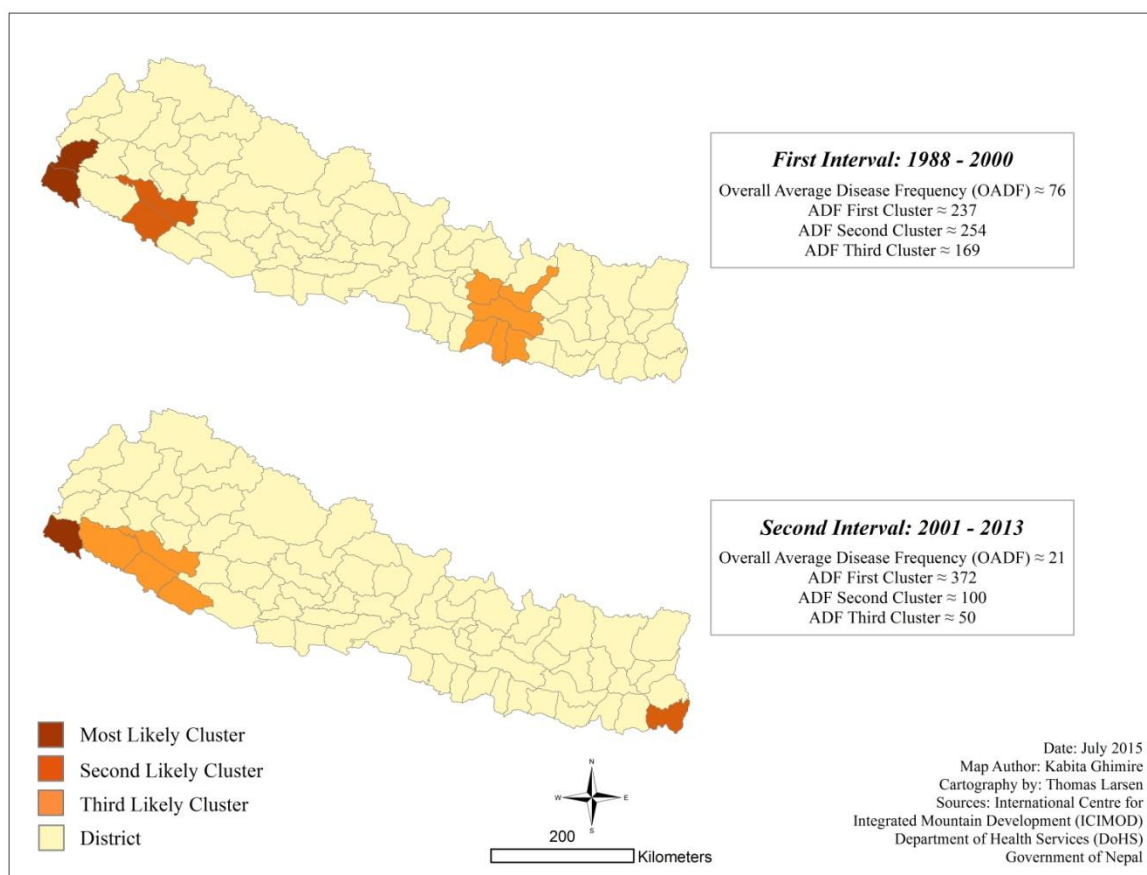 First Interval: 1988 - 2000
Overall Average Disease Frequency (OADF) ≈ 76
ADF First Cluster ≈ 237
ADF Second Cluster ≈ 254
ADF Third Cluster ≈ 169
Second Interval: 2001 - 2013
Overall Average Disease Frequency (OADF) ≈ 21
ADF First Cluster ≈ 372
ADF Second Cluster ≈ 100
ADF Third Cluster ≈ 50
Most Likely Cluster
Second Likely Cluster
Third Likely Cluster
District
N
W E
S
200
Kilometers
Date: July 2015
Map Author: Kabita Ghimire
Cartography by: Thomas Larsen
Sources: International Centre for
Integrated Mountain Development (ICIMOD)
Department of Health Services (DoHS)
Government of Nepal